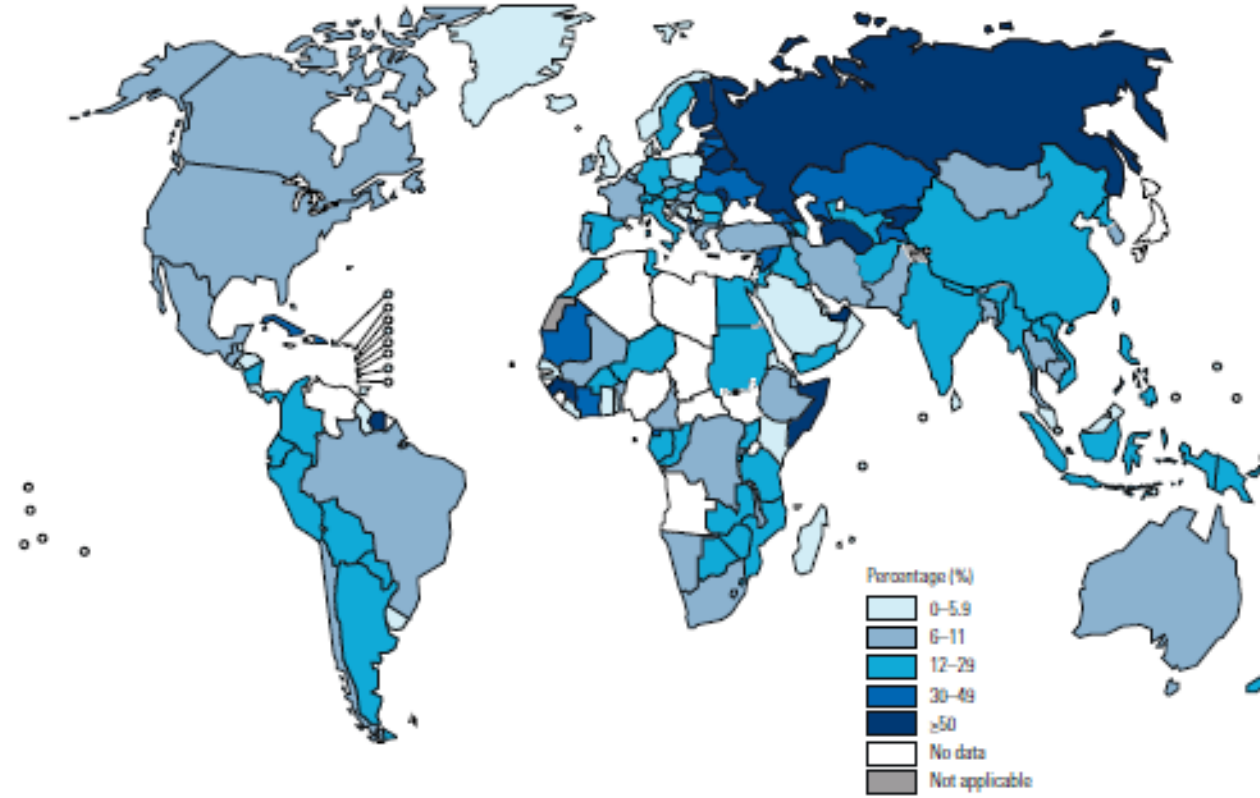 Percentage (%)
0–5.9
6–11
12–29
30–49
≥50
No data
Not applicable